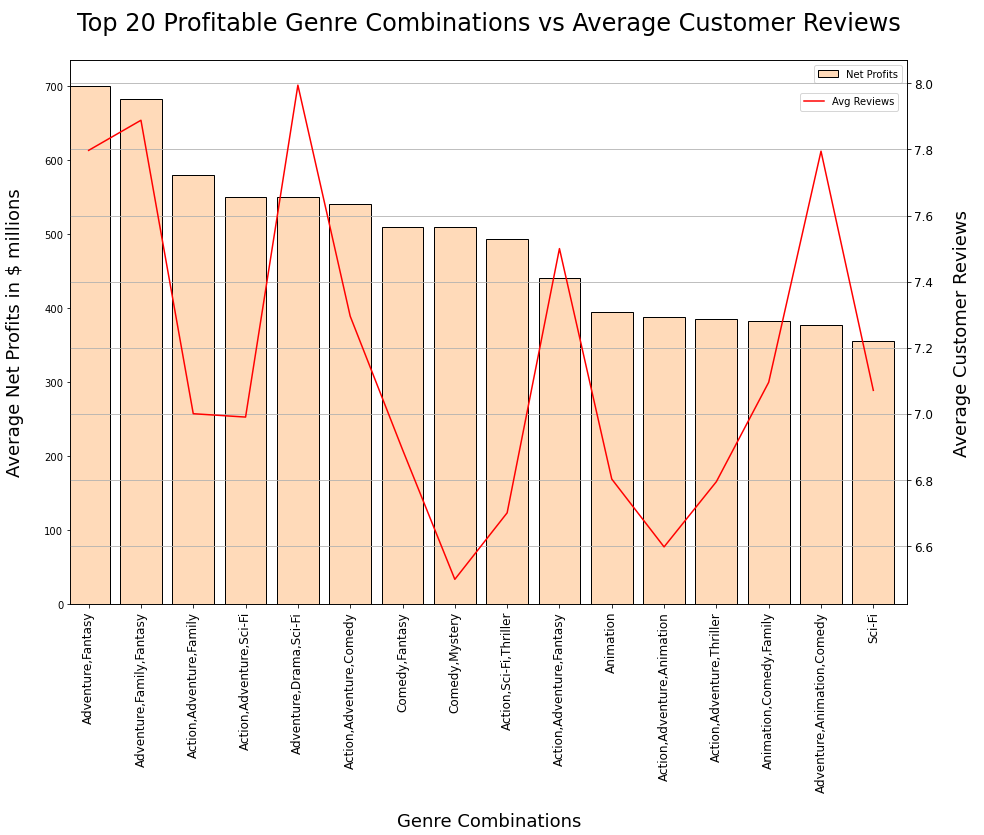 Top 20 Profitable Genre Combinations vs Average Customer Reviews
Net Profits
Avg Reviews
Average Net Profits in $ millions
700
600
500
400
300
200
100
0
8.0
7.8
7.6
7.4
7.2
7.0
6.8
6.6
Average Customer Reviews
Adventure,Fantasy
Adventure,Family,Fantasy
Action,Adventure,Family
Action,Adventure,Sci-Fi
Adventure,Drama,Sci-Fi
Action,Adventure,Comedy
Comedy,Fantasy
Comedy,Mystery
Action,Sci-Fi,Thriller
Action,Adventure,Fantasy
Animation
Action,Adventure,Animation
Action,Adventure,Thriller
Animation,Comedy,Family
Adventure,Animation,Comedy
Sci-Fi
Genre Combinations